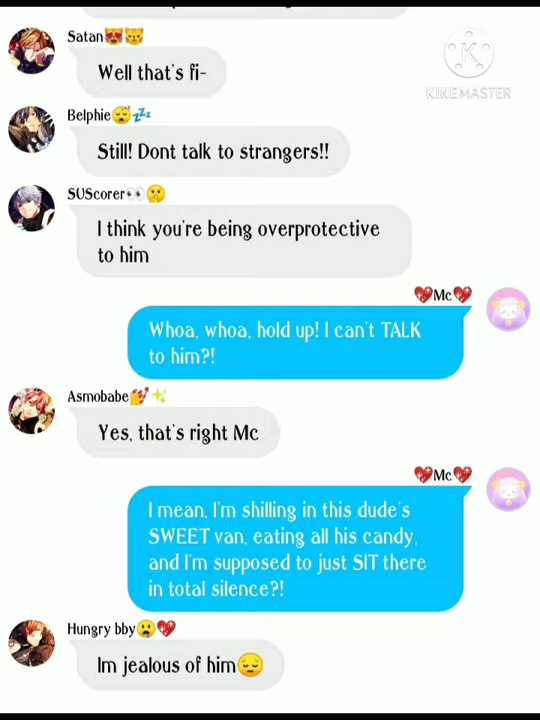 Satan😻😼
Well that's fi-
KINEMASTER
Belphie😴💤
Still! Dont talk to strangers!!
SUScorer👀🤫
I think you're being overprotective
to him
💖Mc💖
Whoa, whoa, hold up! I can't TALK
to him?!
Asmobabe💅✨
Yes, that's right Mc
💖Mc💖
I mean, I'm shilling in this dude's
SWEET van, eating all his candy,
and I'm supposed to just SIT there
in total silence?!
Hungry bby😮💖
Im jealous of him😔